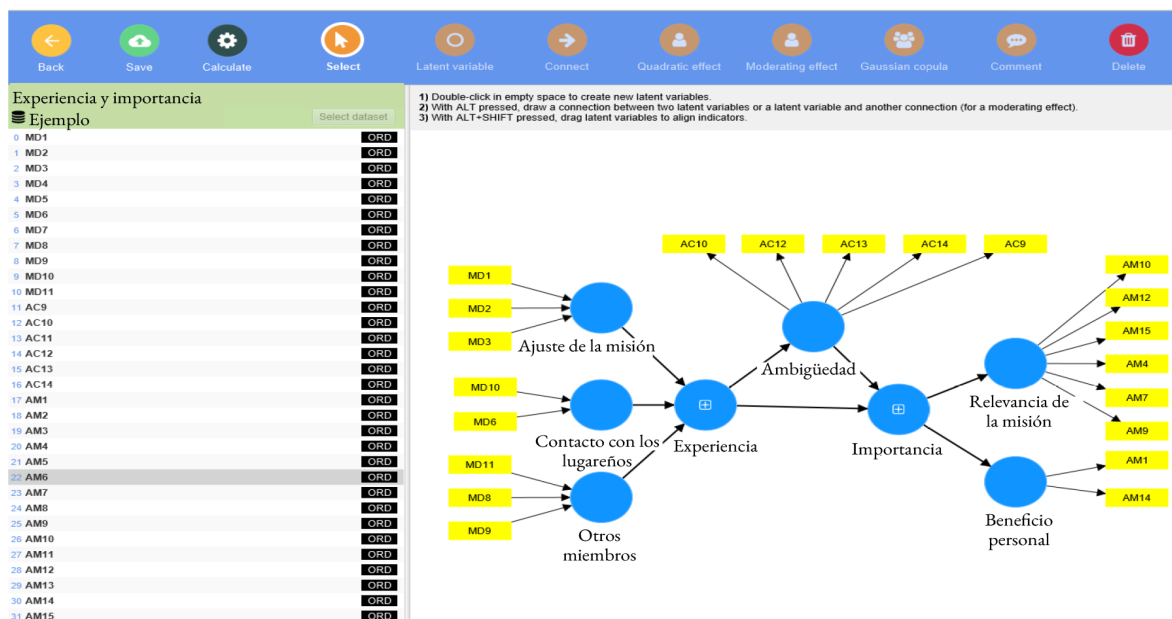 Back
Save
Calculate
Select
Latent variable
Connect
Quadratic effect
Moderating effect
Gaussian copula
Comment
Delete
Experiencia y importancia
Ejemplo
Select dataset
0 MD1 ORD
1 MD2 ORD
2 MD3 ORD
3 MD4 ORD
4 MD5 ORD
5 MD6 ORD
6 MD7 ORD
7 MD8 ORD
8 MD9 ORD
9 MD10 ORD
10 MD11 ORD
11 AC9 ORD
12 AC10 ORD
13 AC11 ORD
14 AC12 ORD
15 AC13 ORD
16 AC14 ORD
17 AM1 ORD
18 AM2 ORD
19 AM3 ORD
20 AM4 ORD
21 AM5 ORD
22 AM6 ORD
23 AM7 ORD
24 AM8 ORD
25 AM9 ORD
26 AM10 ORD
27 AM11 ORD
28 AM12 ORD
29 AM13 ORD
30 AM14 ORD
31 AM15 ORD
1) Double-click in empty space to create new latent variables.
2) With ALT pressed, draw a connection between two latent variables or a latent variable and another connection (for a moderating effect).
3) With ALT+SHIFT pressed, drag latent variables to align indicators.
AC10
AC12
AC13
AC14
AC9
MD1
MD2
MD3
Ajuste de la misión
MD10
MD6
Contacto con los
lugareños
MD11
MD8
MD9
Otros
miembros
Experiencia
Ambigüedad
Importancia
AM10
AM12
AM15
AM4
AM7
AM9
Relevancia de
la misión
AM1
AM14
Beneficio
personal